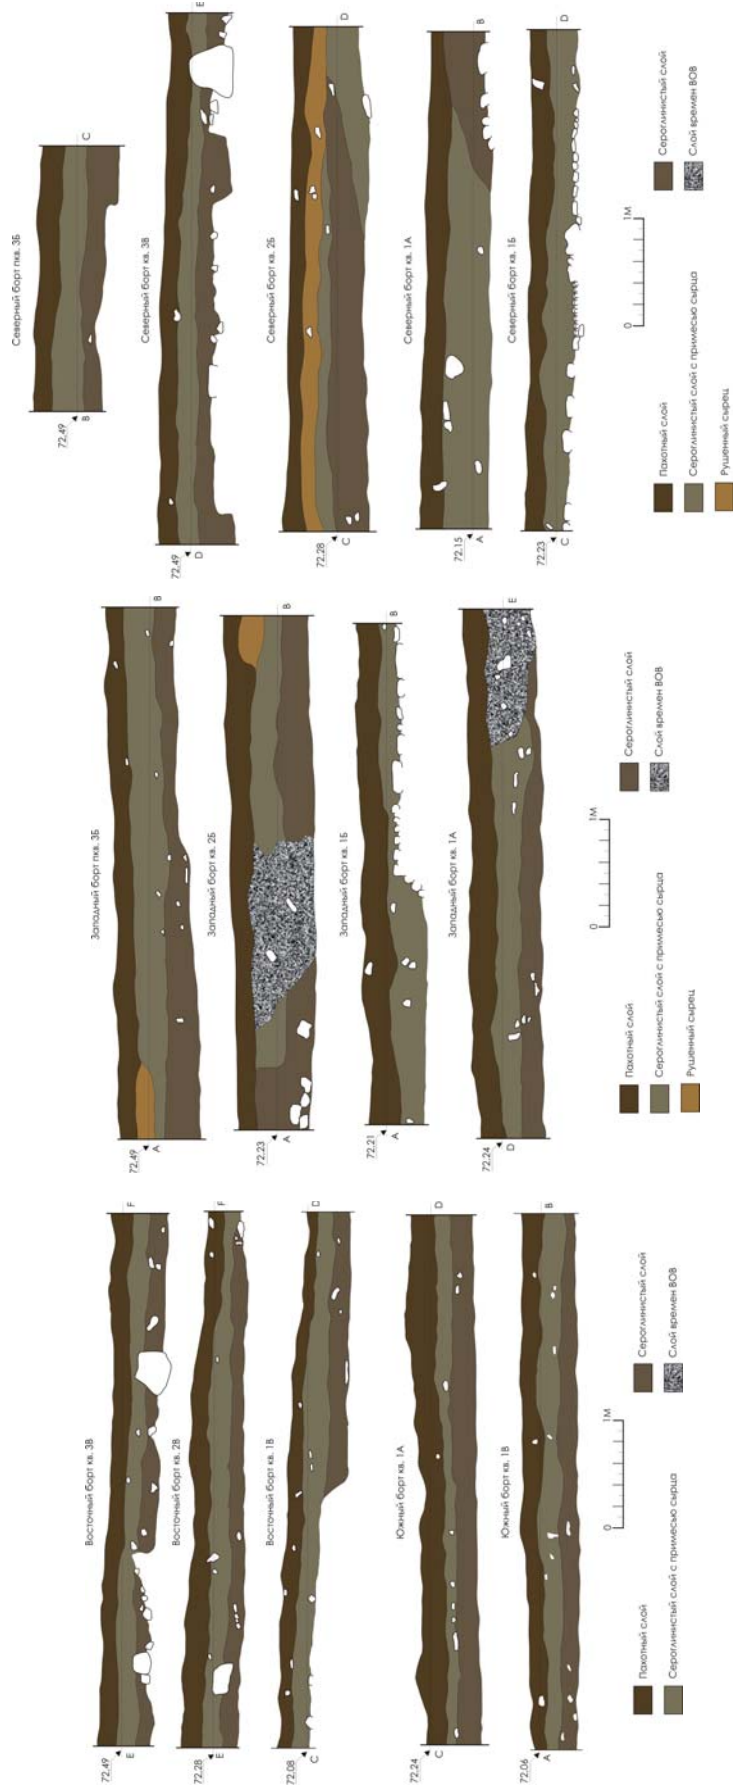 Северный борт пкв. 3Б
72,49
B
C
Северный борт кв. 3В
72,49
D
E
Северный борт кв. 2Б
72,28
C
D
Северный борт кв. 1А
72,15
A
B
Северный борт кв. 1Б
72,23
C
D
0
1М
Пахотный слой
Сероглинистый слой с примесью сырца
Рушенный сырец
Сероглинистый слой
Слой времен ВОВ
Западный борт пкв. 3Б
72,49
A
B
Западный борт кв. 2Б
72,23
A
B
Западный борт кв. 1Б
72,21
A
B
Западный борт кв. 1А
72,24
D
E
0
1М
Пахотный слой
Сероглинистый слой с примесью сырца
Рушенный сырец
Сероглинистый слой
Слой времен ВОВ
Восточный борт кв. 3В
72,49
E
F
Восточный борт кв. 2В
72,28
E
F
Восточный борт кв. 1В
72,08
C
D
Южный борт кв. 1А
72,24
C
D
Южный борт кв. 1В
72,06
A
B
0
1М
Пахотный слой
Сероглинистый слой с примесью сырца
Сероглинистый слой
Слой времен ВОВ